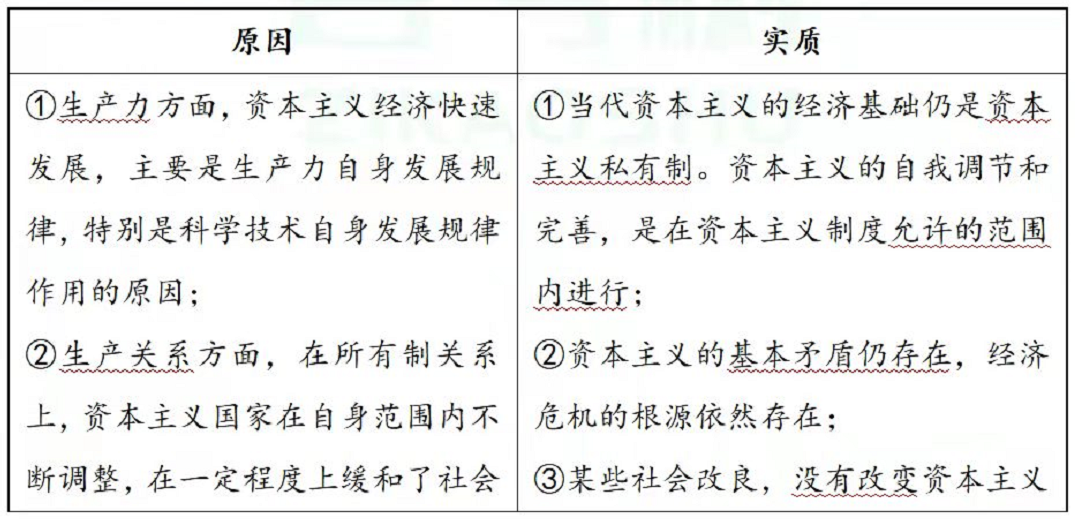 原因
①生产力方面，资本主义经济快速
发展，主要是生产力自身发展规
律，特别是科学技术自身发展规律
作用的原因；
②生产关系方面，在所有制关系
上，资本主义国家在自身范围内不
断调整，在一定程度上缓和了社会
实质
①当代资本主义的经济基础仍是资本
主义私有制。资本主义的自我调节和
完善，是在资本主义制度允许的范围
内进行；
②资本主义的基本矛盾仍存在，经济
危机的根源依然存在；
③某些社会改良，没有改变资本主义